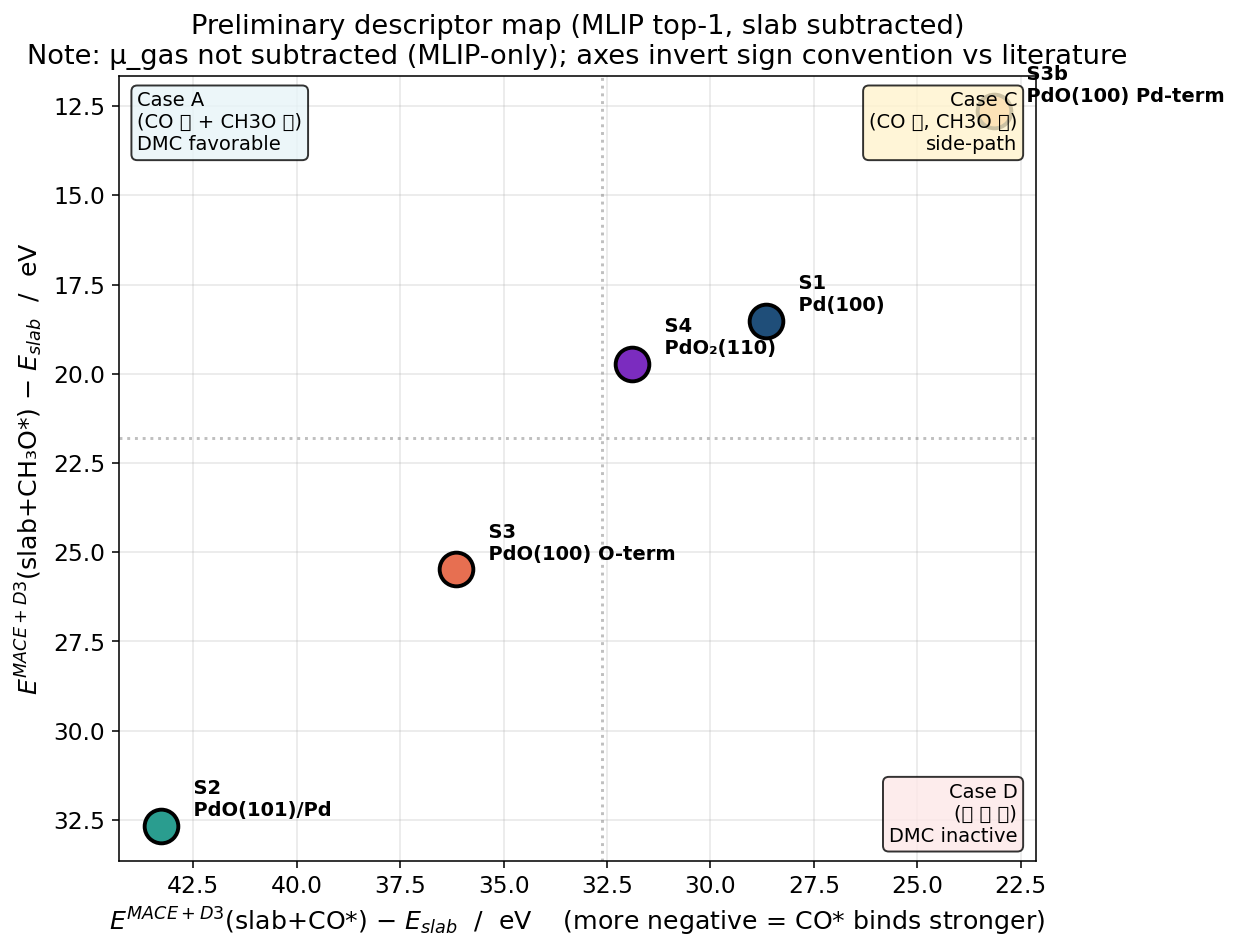 Preliminary descriptor map (MLIP top-1, slab subtracted)
Note: μ_gas not subtracted (MLIP-only); axes invert sign convention vs literature
S3b
PdO(100) Pd-term
Case A
(CO ▯ + CH3O ▯)
DMC favorable
Case C
(CO ▯, CH3O ▯)
side-path
S1
Pd(100)
S4
PdO₂(110)
S3
PdO(100) O-term
S2
PdO(101)/Pd
Case D
(▯ ▯ ▯)
DMC inactive
12.5
15.0
17.5
20.0
22.5
25.0
27.5
30.0
32.5
E^{MACE+D3}(slab+CH₃O*) − E_{slab} / eV
42.5 40.0 37.5 35.0 32.5 30.0 27.5 25.0 22.5
E^{MACE+D3}(slab+CO*) − E_{slab} / eV (more negative = CO* binds stronger)